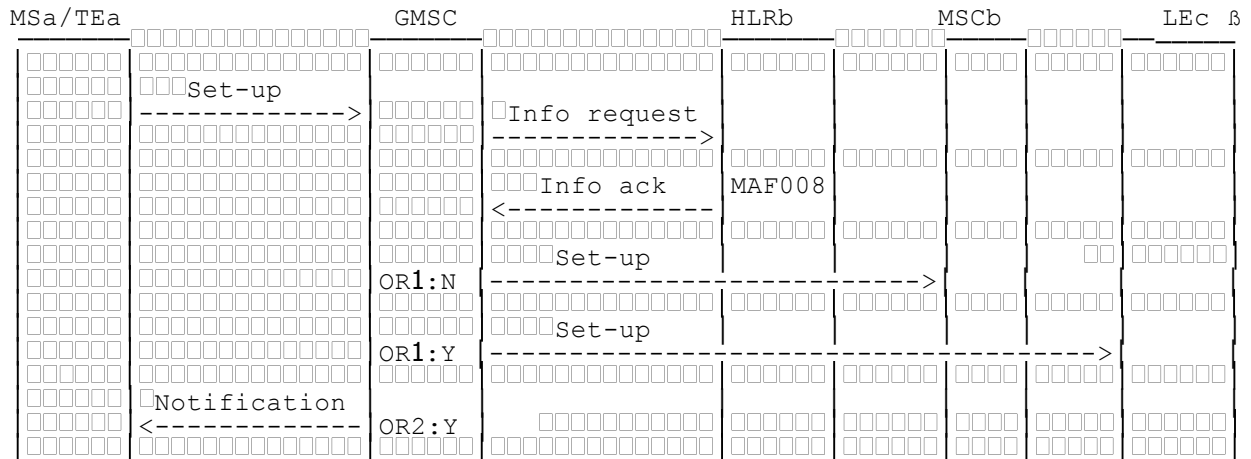 MSa/TEa GMSC HLRb MSCb LEc ß
Set-up
-------------> Info request
------------->
Info ack MAF008
<-------------
Set-up
OR1:N --------------------------->
Set-up
OR1:Y -------------------------------------->
Notification
<------------- OR2:Y